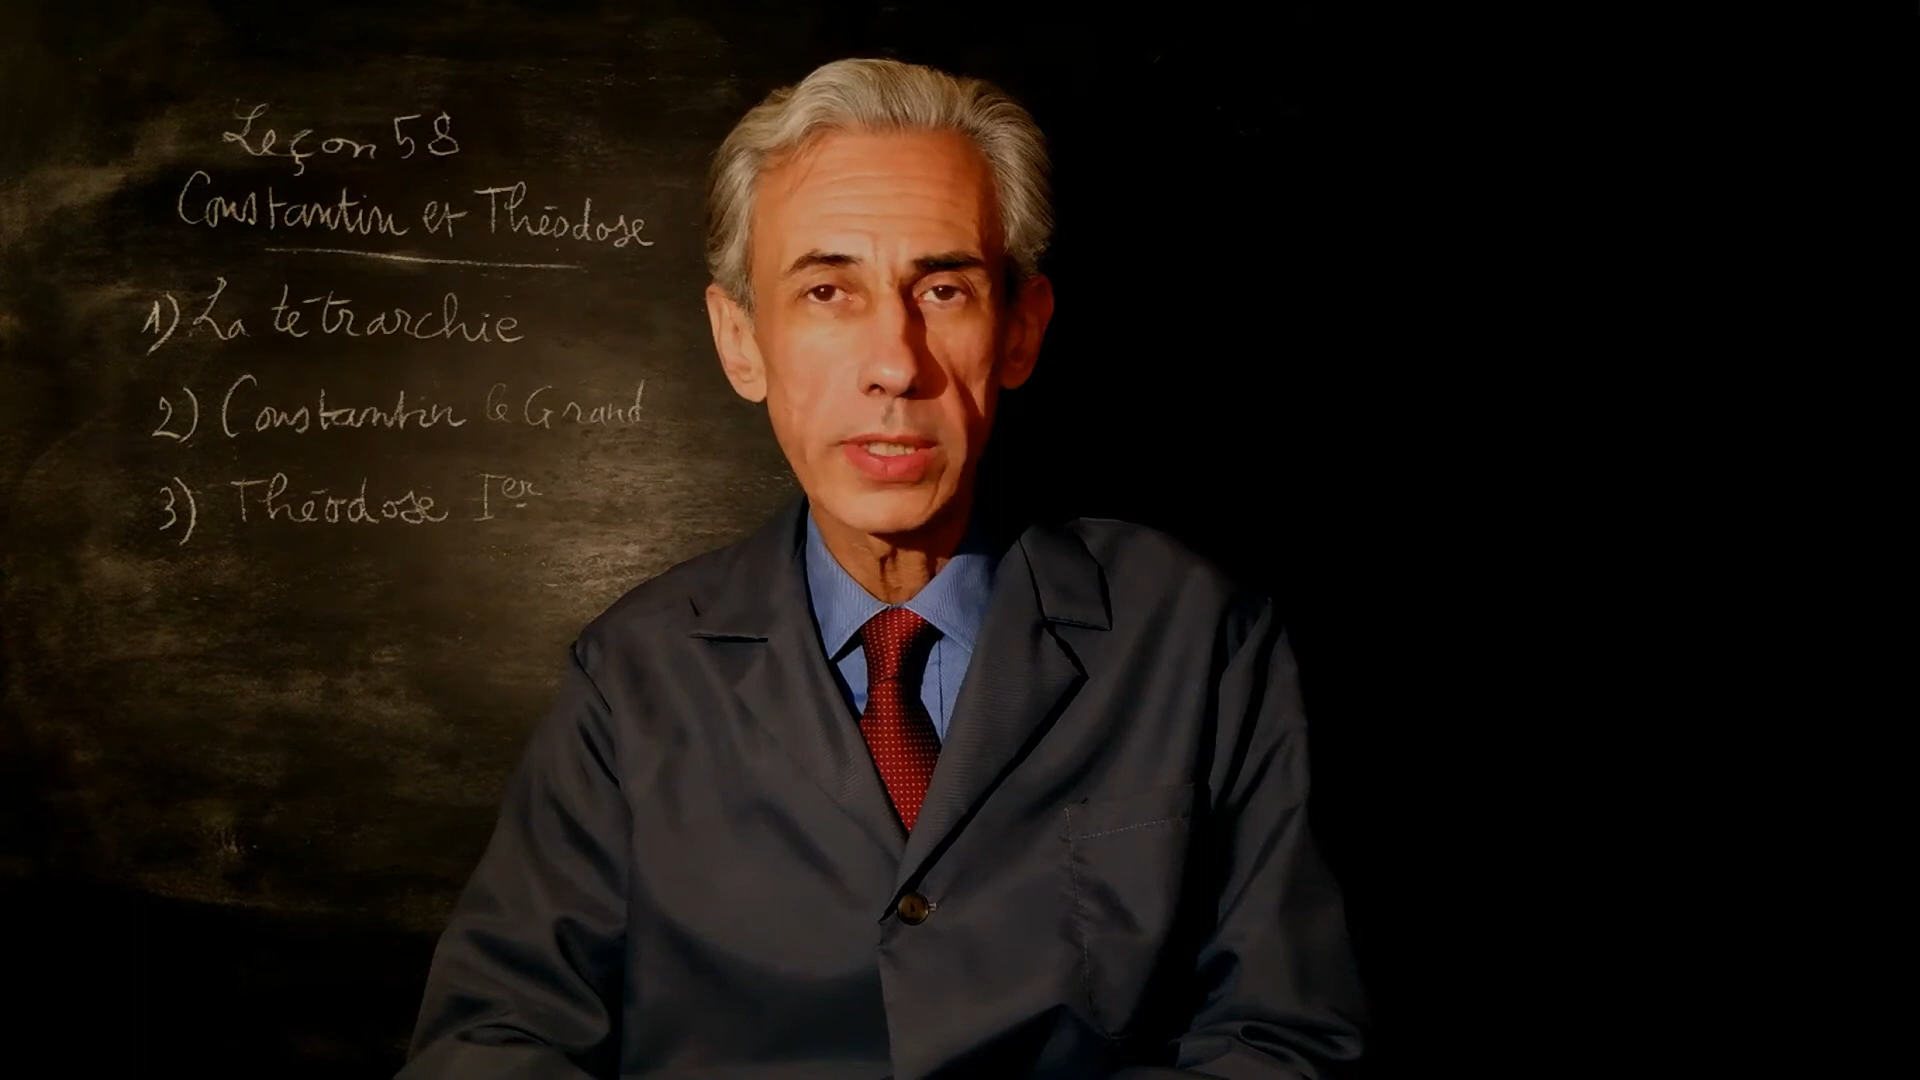 Leçon 58
Constantin et Théodose
1) La tétrarchie
2) Constantin le Grand
3) Théodose Ier